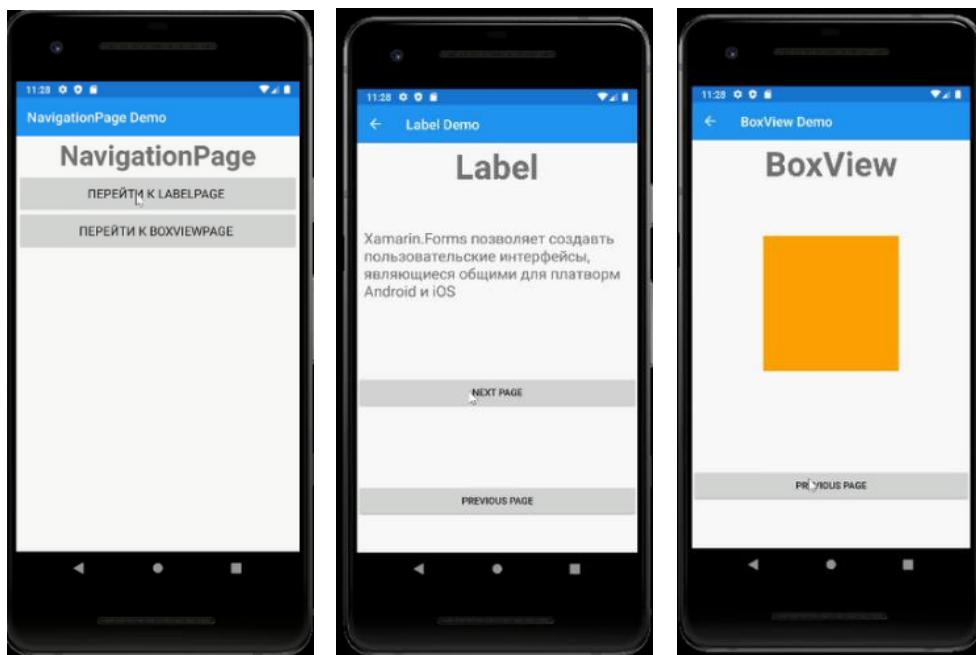 11:28
NavigationPage Demo
NavigationPage
ПЕРЕЙТИ К LABELPAGE
ПЕРЕЙТИ К BOXVIEWPAGE
11:28
Label Demo
Label
Xamarin.Forms позволяет создавть
пользовательские интерфейсы,
являющиеся общими для платворм
Android и iOS
NEXT PAGE
PREVIOUS PAGE
11:28
BoxView Demo
BoxView
PREVIOUS PAGE